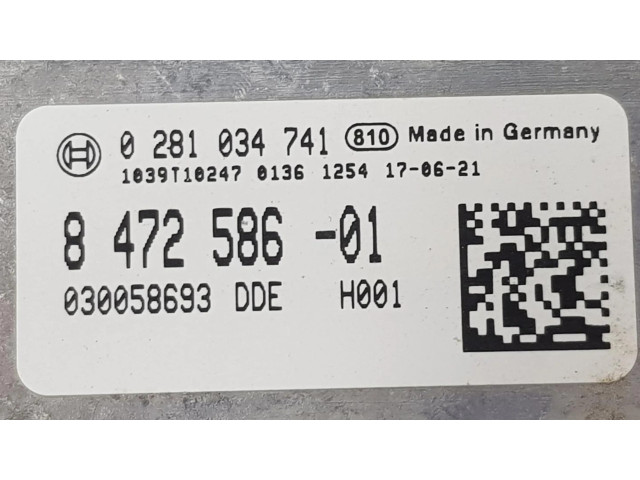 0 281 034 741 810 Made in Germany
1039T10247 0136 1254 17-06-21
8 472 586 -01
030058693 DDE H001